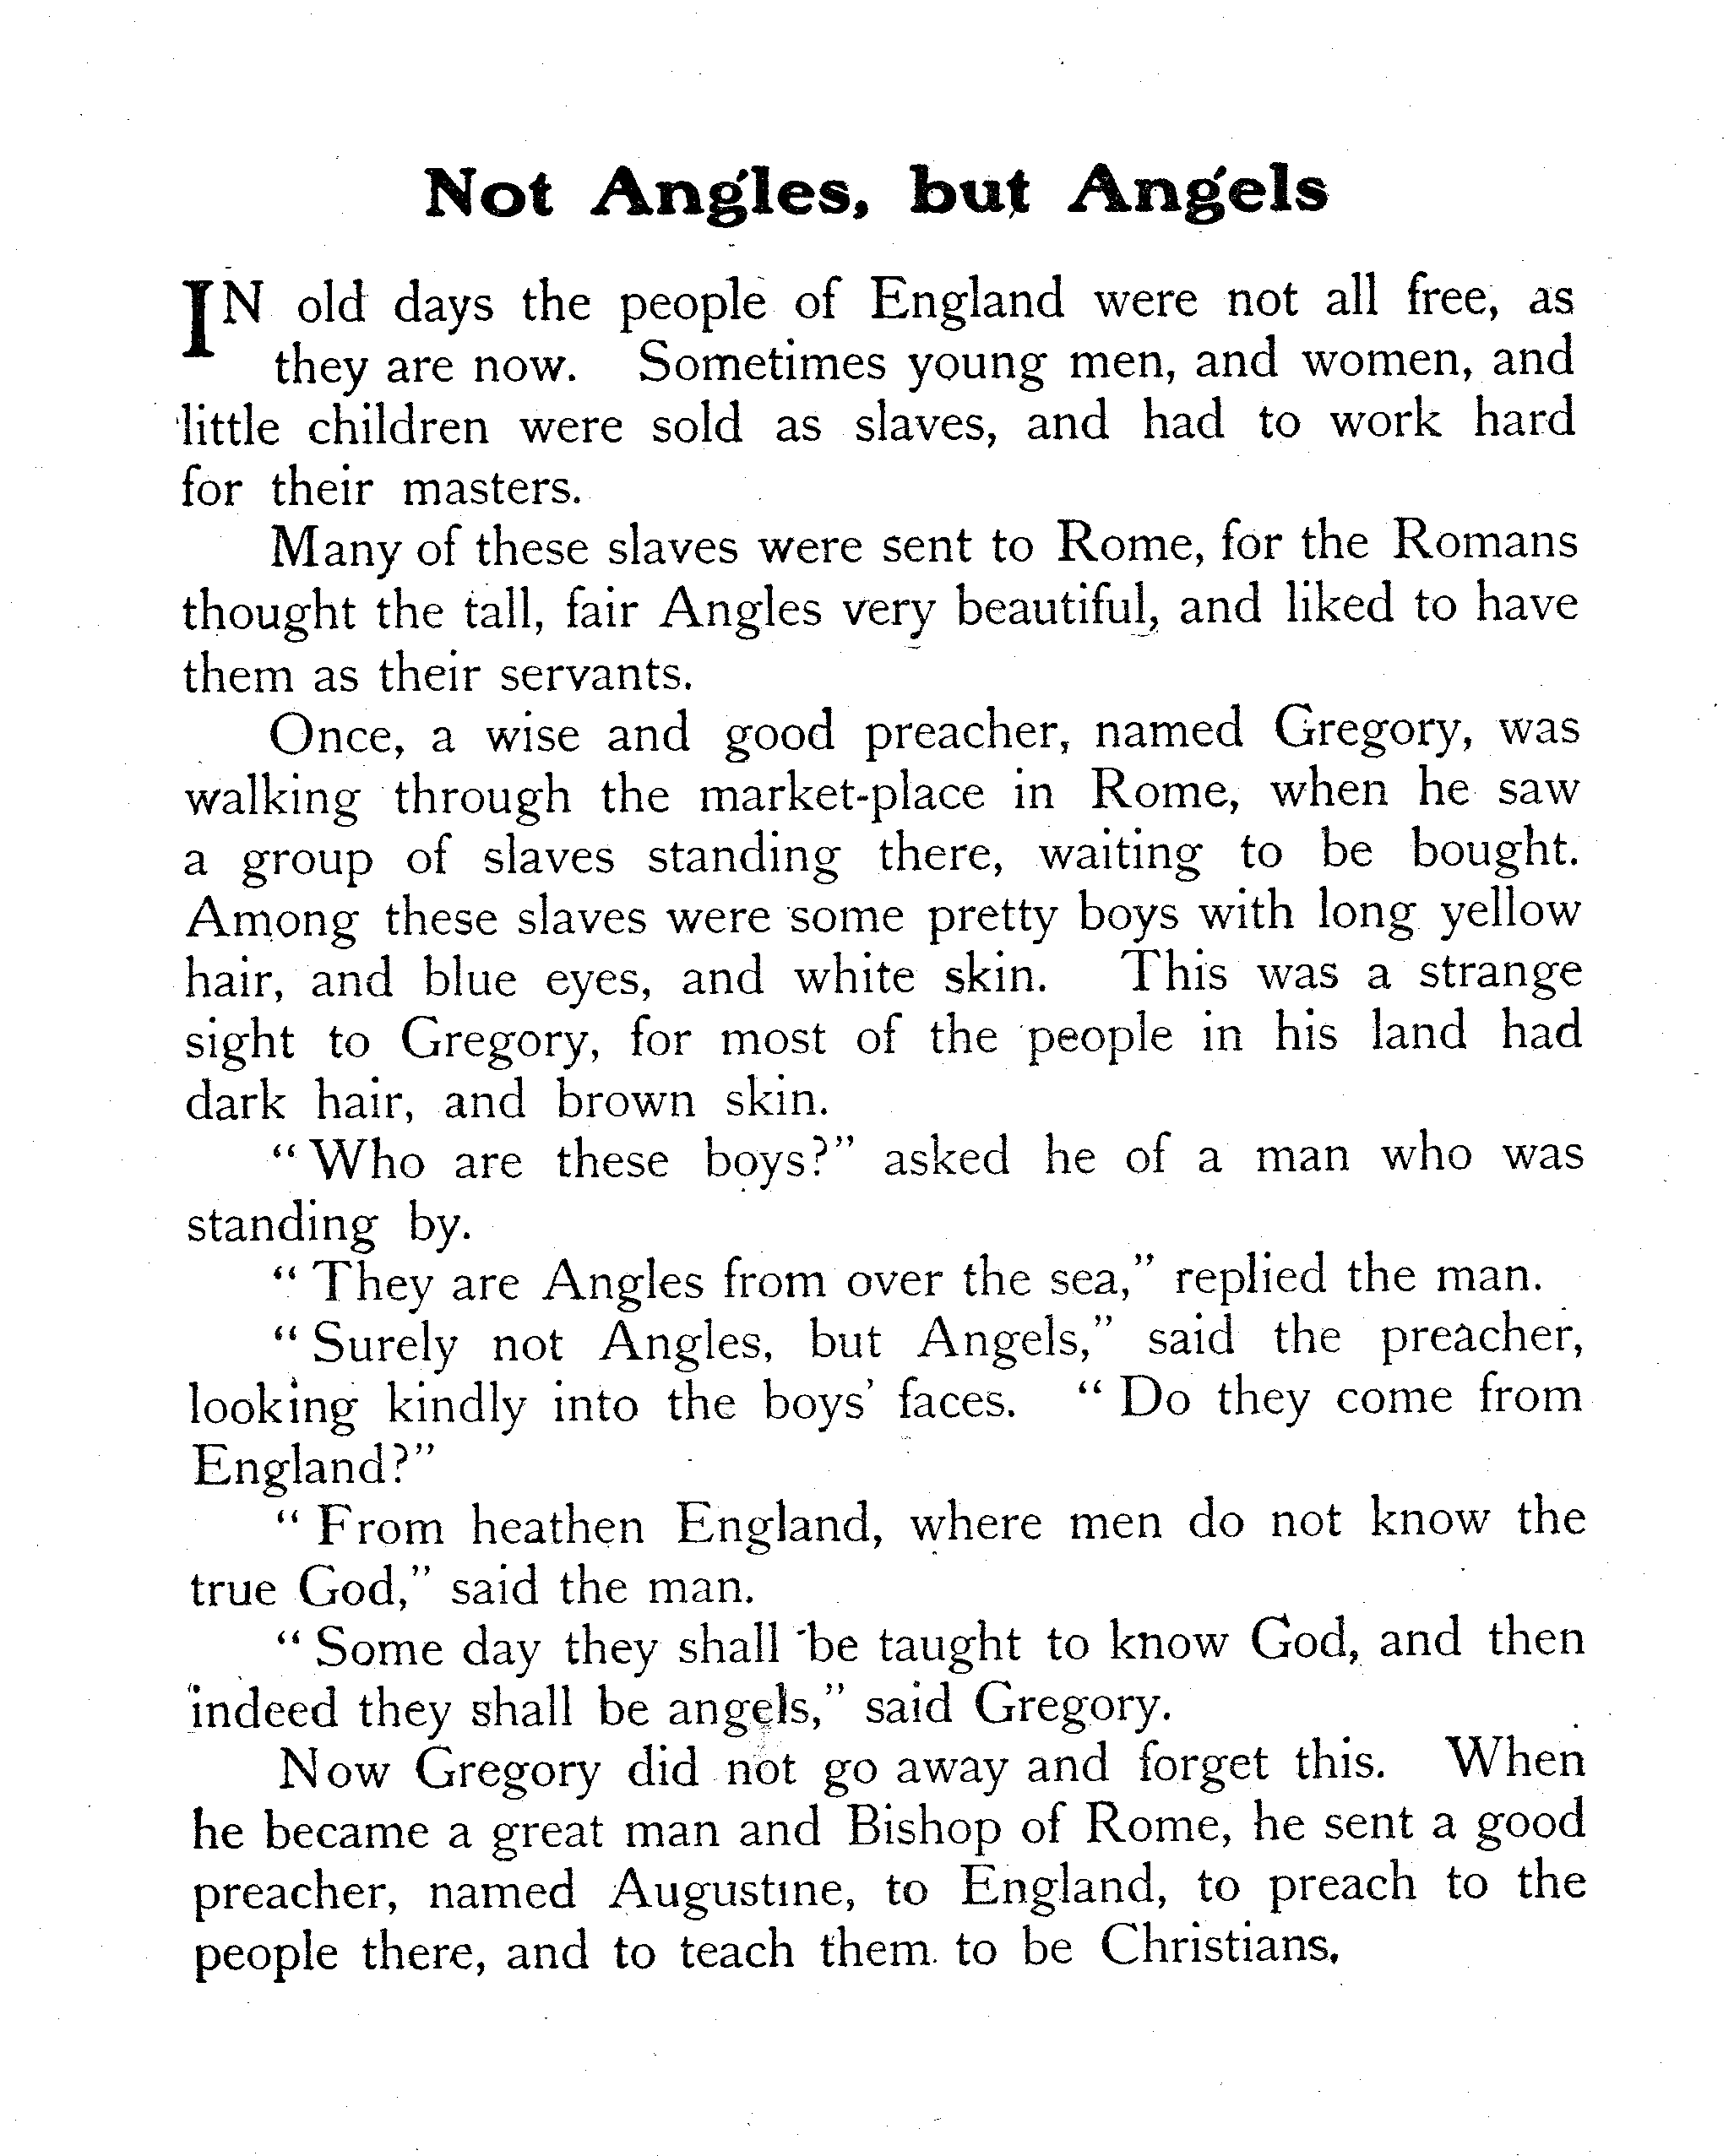 Not Angles, but Angels
IN old days the people of England were not all free, as
they are now. Sometimes young men, and women, and
little children were sold as slaves, and had to work hard
for their masters.
Many of these slaves were sent to Rome, for the Romans
thought the tall, fair Angles very beautiful, and liked to have
them as their servants.
Once, a wise and good preacher, named Gregory, was
walking through the market-place in Rome, when he saw
a group of slaves standing there, waiting to be bought.
Among these slaves were some pretty boys with long yellow
hair, and blue eyes, and white skin. This was a strange
sight to Gregory, for most of the people in his land had
dark hair, and brown skin.
“Who are these boys?” asked he of a man who was
standing by.
“They are Angles from over the sea,” replied the man.
“Surely not Angles, but Angels,” said the preacher,
looking kindly into the boys’ faces. “Do they come from
England?”
“From heathen England, where men do not know the
true God,” said the man.
“Some day they shall be taught to know God, and then
indeed they shall be angels,” said Gregory.
Now Gregory did not go away and forget this. When
he became a great man and Bishop of Rome, he sent a good
preacher, named Augustine, to England, to preach to the
people there, and to teach them to be Christians.